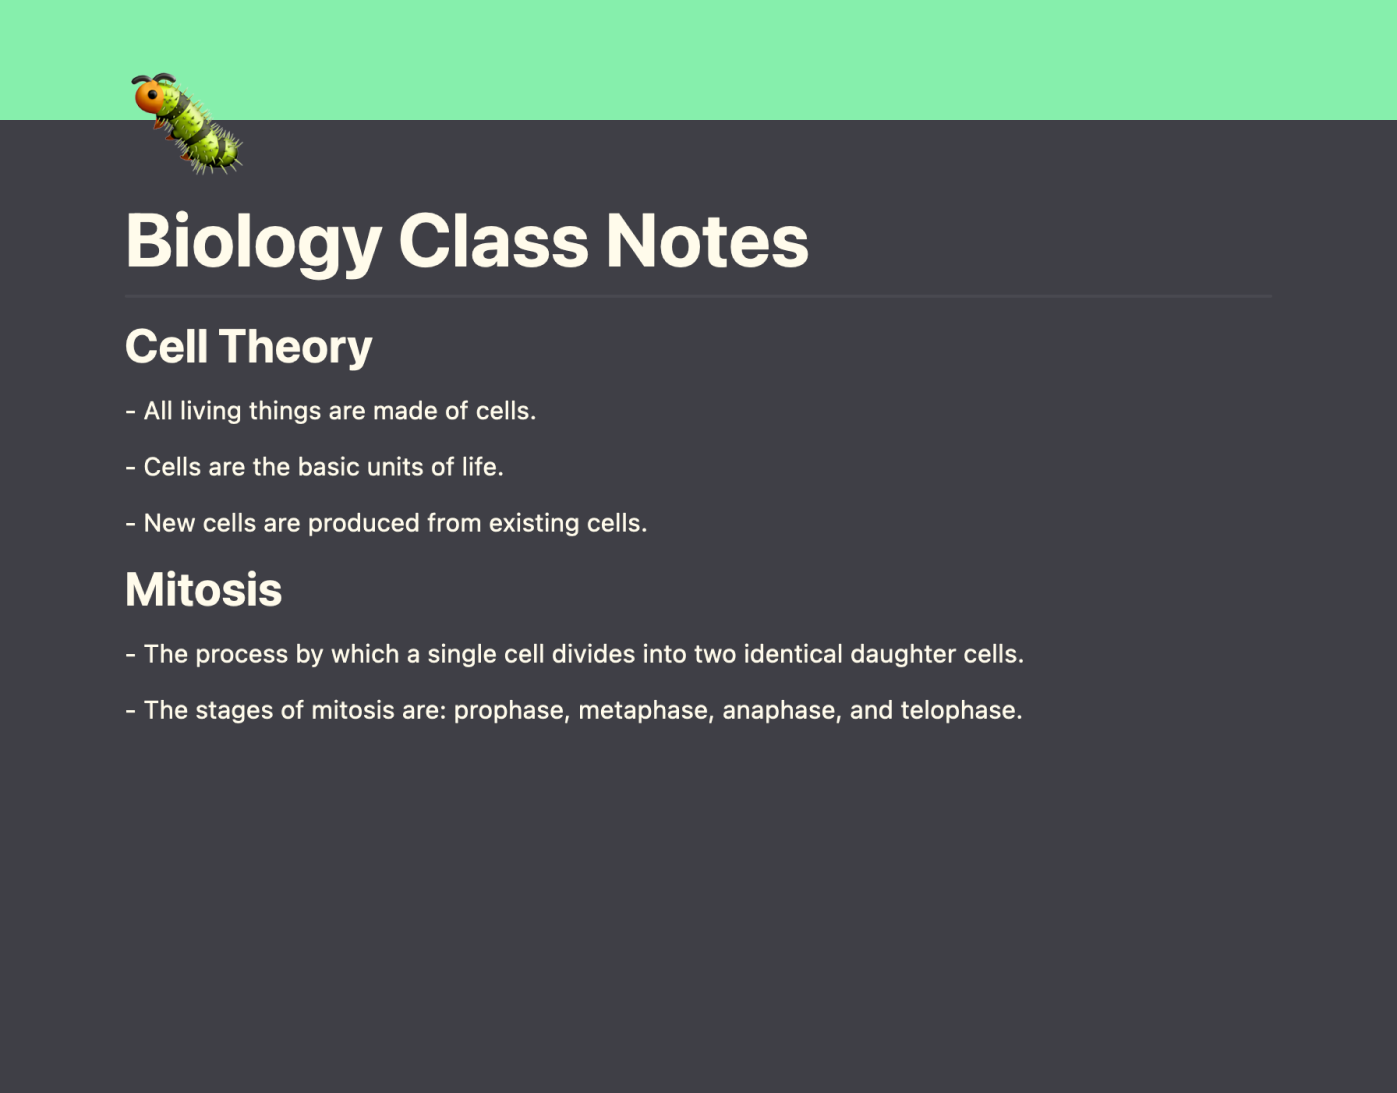 Biology Class Notes
Cell Theory
- All living things are made of cells.
- Cells are the basic units of life.
- New cells are produced from existing cells.
Mitosis
- The process by which a single cell divides into two identical daughter cells.
- The stages of mitosis are: prophase, metaphase, anaphase, and telophase.